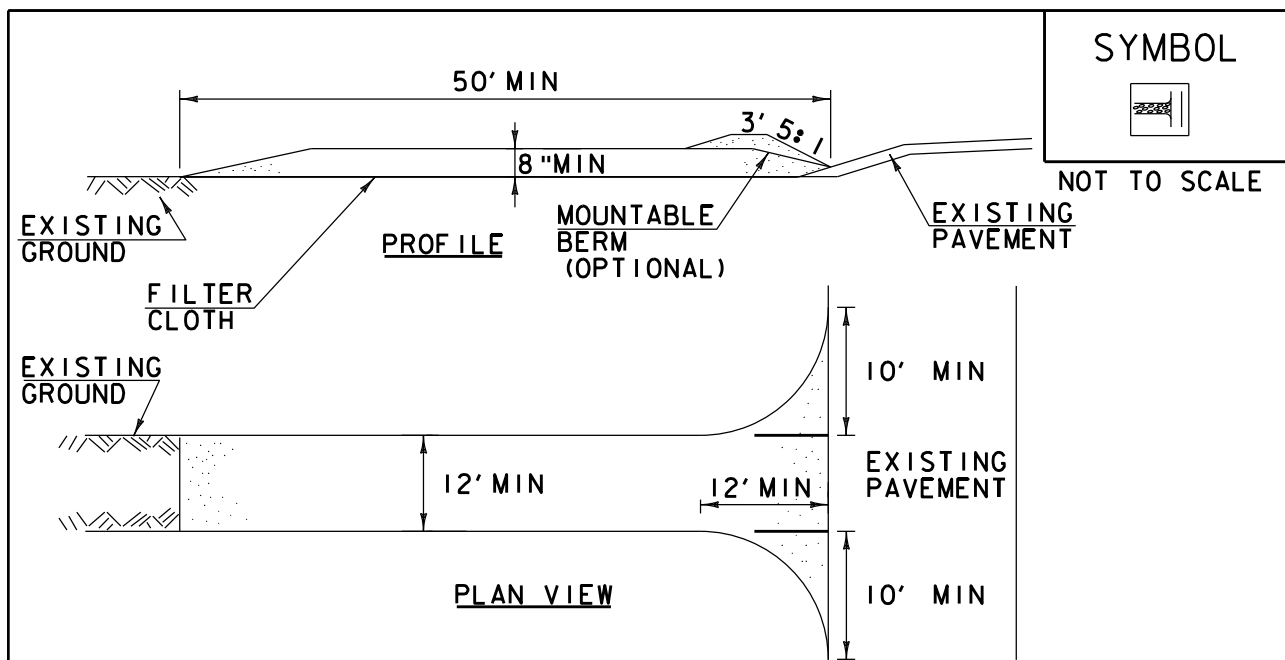 SYMBOL
NOT TO SCALE
50' MIN
3' 5:1
8"MIN
EXISTING
GROUND
PROFILE
MOUNTABLE
BERM
(OPTIONAL)
EXISTING
PAVEMENT
FILTER
CLOTH
EXISTING
GROUND
10' MIN
12' MIN
12' MIN
EXISTING
PAVEMENT
PLAN VIEW
10' MIN